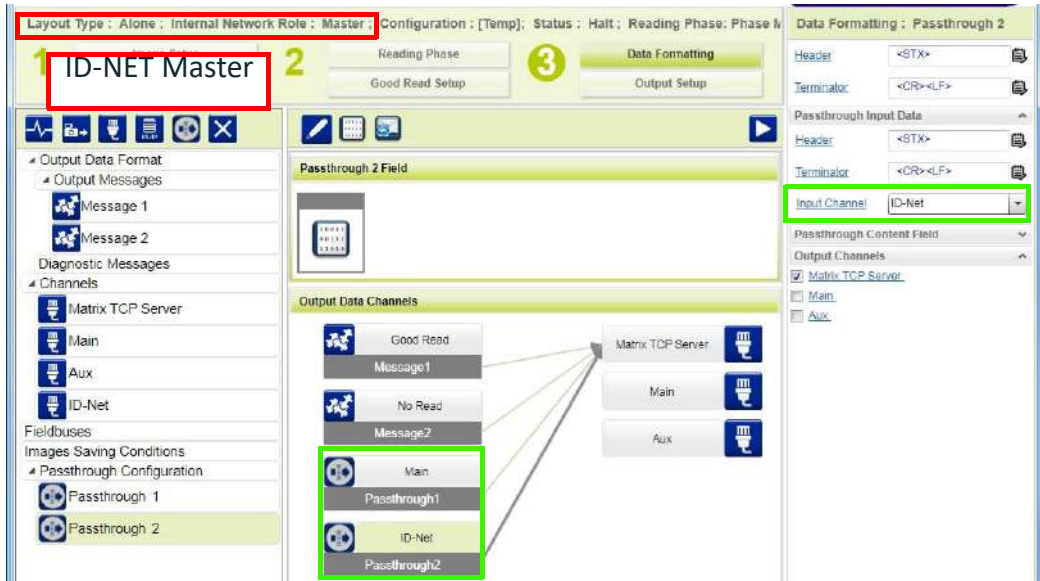 Layout Type : Alone ; Internal Network Role : Master ; Configuration : [Temp]; Status : Halt ; Reading Phase: Phase M
1
ID-NET Master
2
Reading Phase
Good Read Setup
3
Data Formatting
Output Setup
Output Data Format
Output Messages
Message 1
Message 2
Diagnostic Messages
Channels
Matrix TCP Server
Main
Aux
ID-Net
Fieldbuses
Images Saving Conditions
Passthrough Configuration
Passthrough 1
Passthrough 2
Passthrough 2 Field
Output Data Channels
Good Read
Message1
No Read
Message2
Main
Passthrough1
ID-Net
Passthrough2
Matrix TCP Server
Main
Aux
Data Formatting : Passthrough 2
Header <STX>
Terminator <CR><LF>
Passthrough Input Data
Header <STX>
Terminator <CR><LF>
Input Channel ID-Net
Passthrough Content Field
Output Channels
Matrix TCP Server
Main
Aux